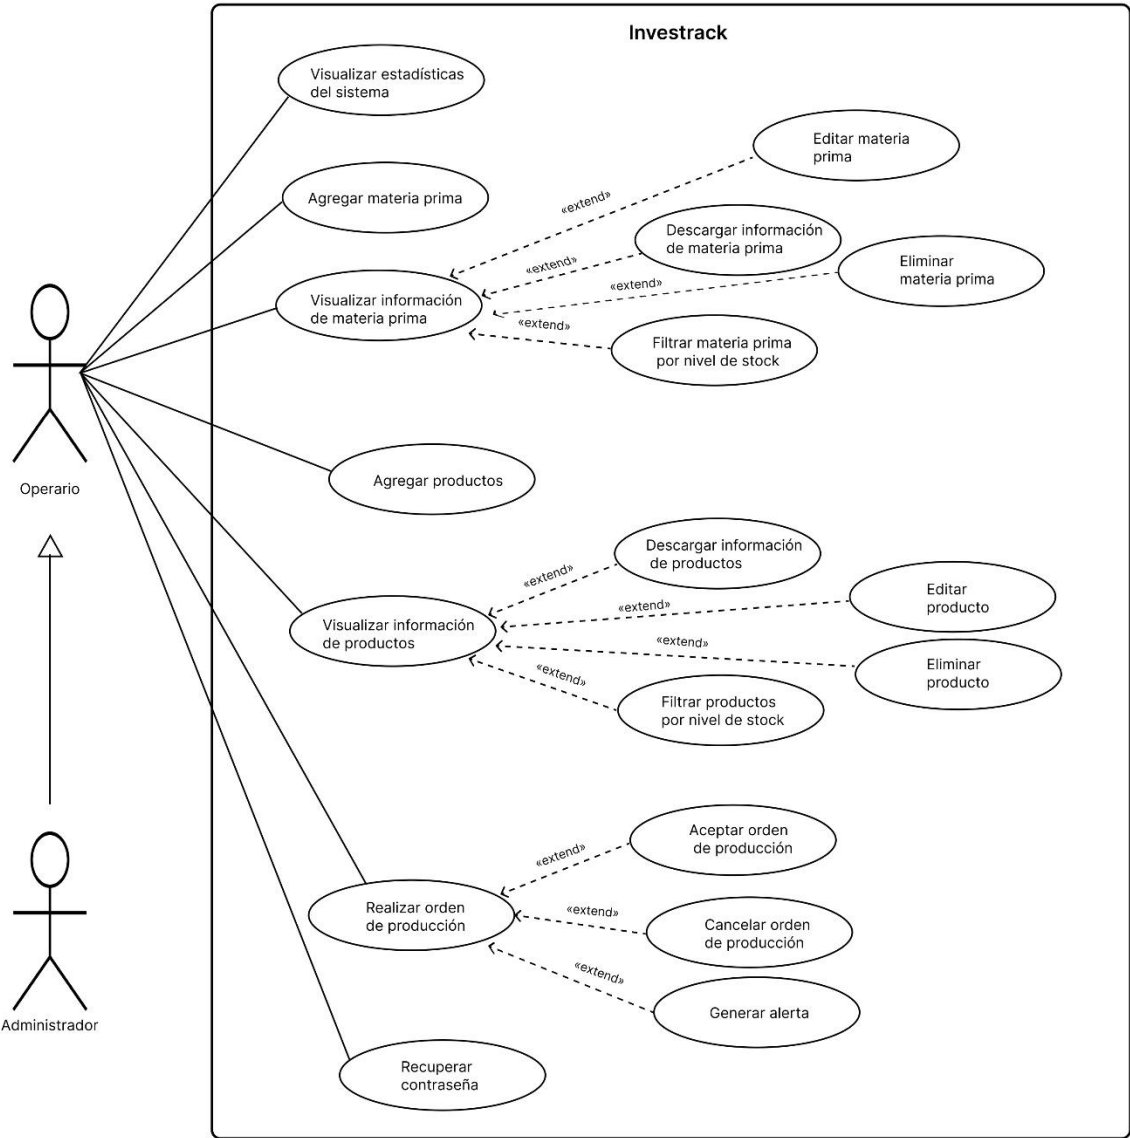 Investrack
Visualizar estadísticas
del sistema
Editar materia
prima
Agregar materia prima
«extend»
Descargar información
de materia prima
«extend»
Eliminar
materia prima
«extend»
Visualizar información
de materia prima
«extend»
Filtrar materia prima
por nivel de stock
Operario
Agregar productos
Descargar información
de productos
«extend»
Editar
producto
«extend»
Visualizar información
de productos
«extend»
Eliminar
producto
«extend»
Filtrar productos
por nivel de stock
Aceptar orden
de producción
«extend»
Realizar orden
de producción
«extend»
Cancelar orden
de producción
«extend»
Generar alerta
Administrador
Recuperar
contraseña